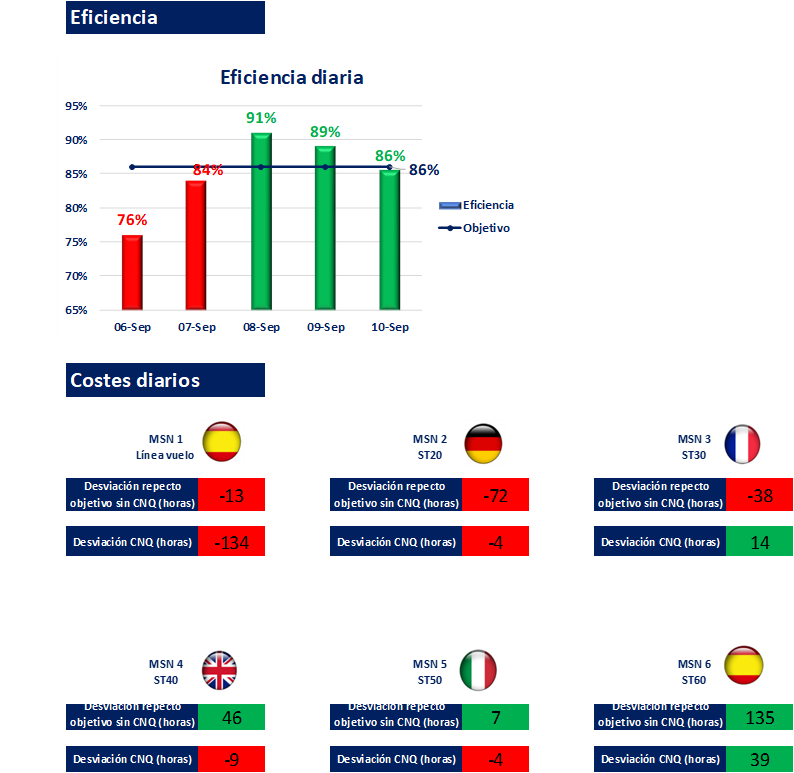 Eficiencia
Eficiencia diaria
95%
90%
85%
80%
75%
70%
65%
76%
84%
91%
89%
86%
86%
06-Sep
07-Sep
08-Sep
09-Sep
10-Sep
Eficiencia
Objetivo
Costes diarios
MSN 1
Línea vuelo
Desviación repecto
objetivo sin CNQ (horas)
-13
Desviación CNQ (horas)
-134
MSN 2
ST20
Desviación repecto
objetivo sin CNQ (horas)
-72
Desviación CNQ (horas)
-4
MSN 3
ST30
Desviación repecto
objetivo sin CNQ (horas)
-38
Desviación CNQ (horas)
14
MSN 4
ST40
Desviación repecto
objetivo sin CNQ (horas)
46
Desviación CNQ (horas)
-9
MSN 5
ST50
Desviación repecto
objetivo sin CNQ (horas)
7
Desviación CNQ (horas)
-4
MSN 6
ST60
Desviación repecto
objetivo sin CNQ (horas)
135
Desviación CNQ (horas)
39